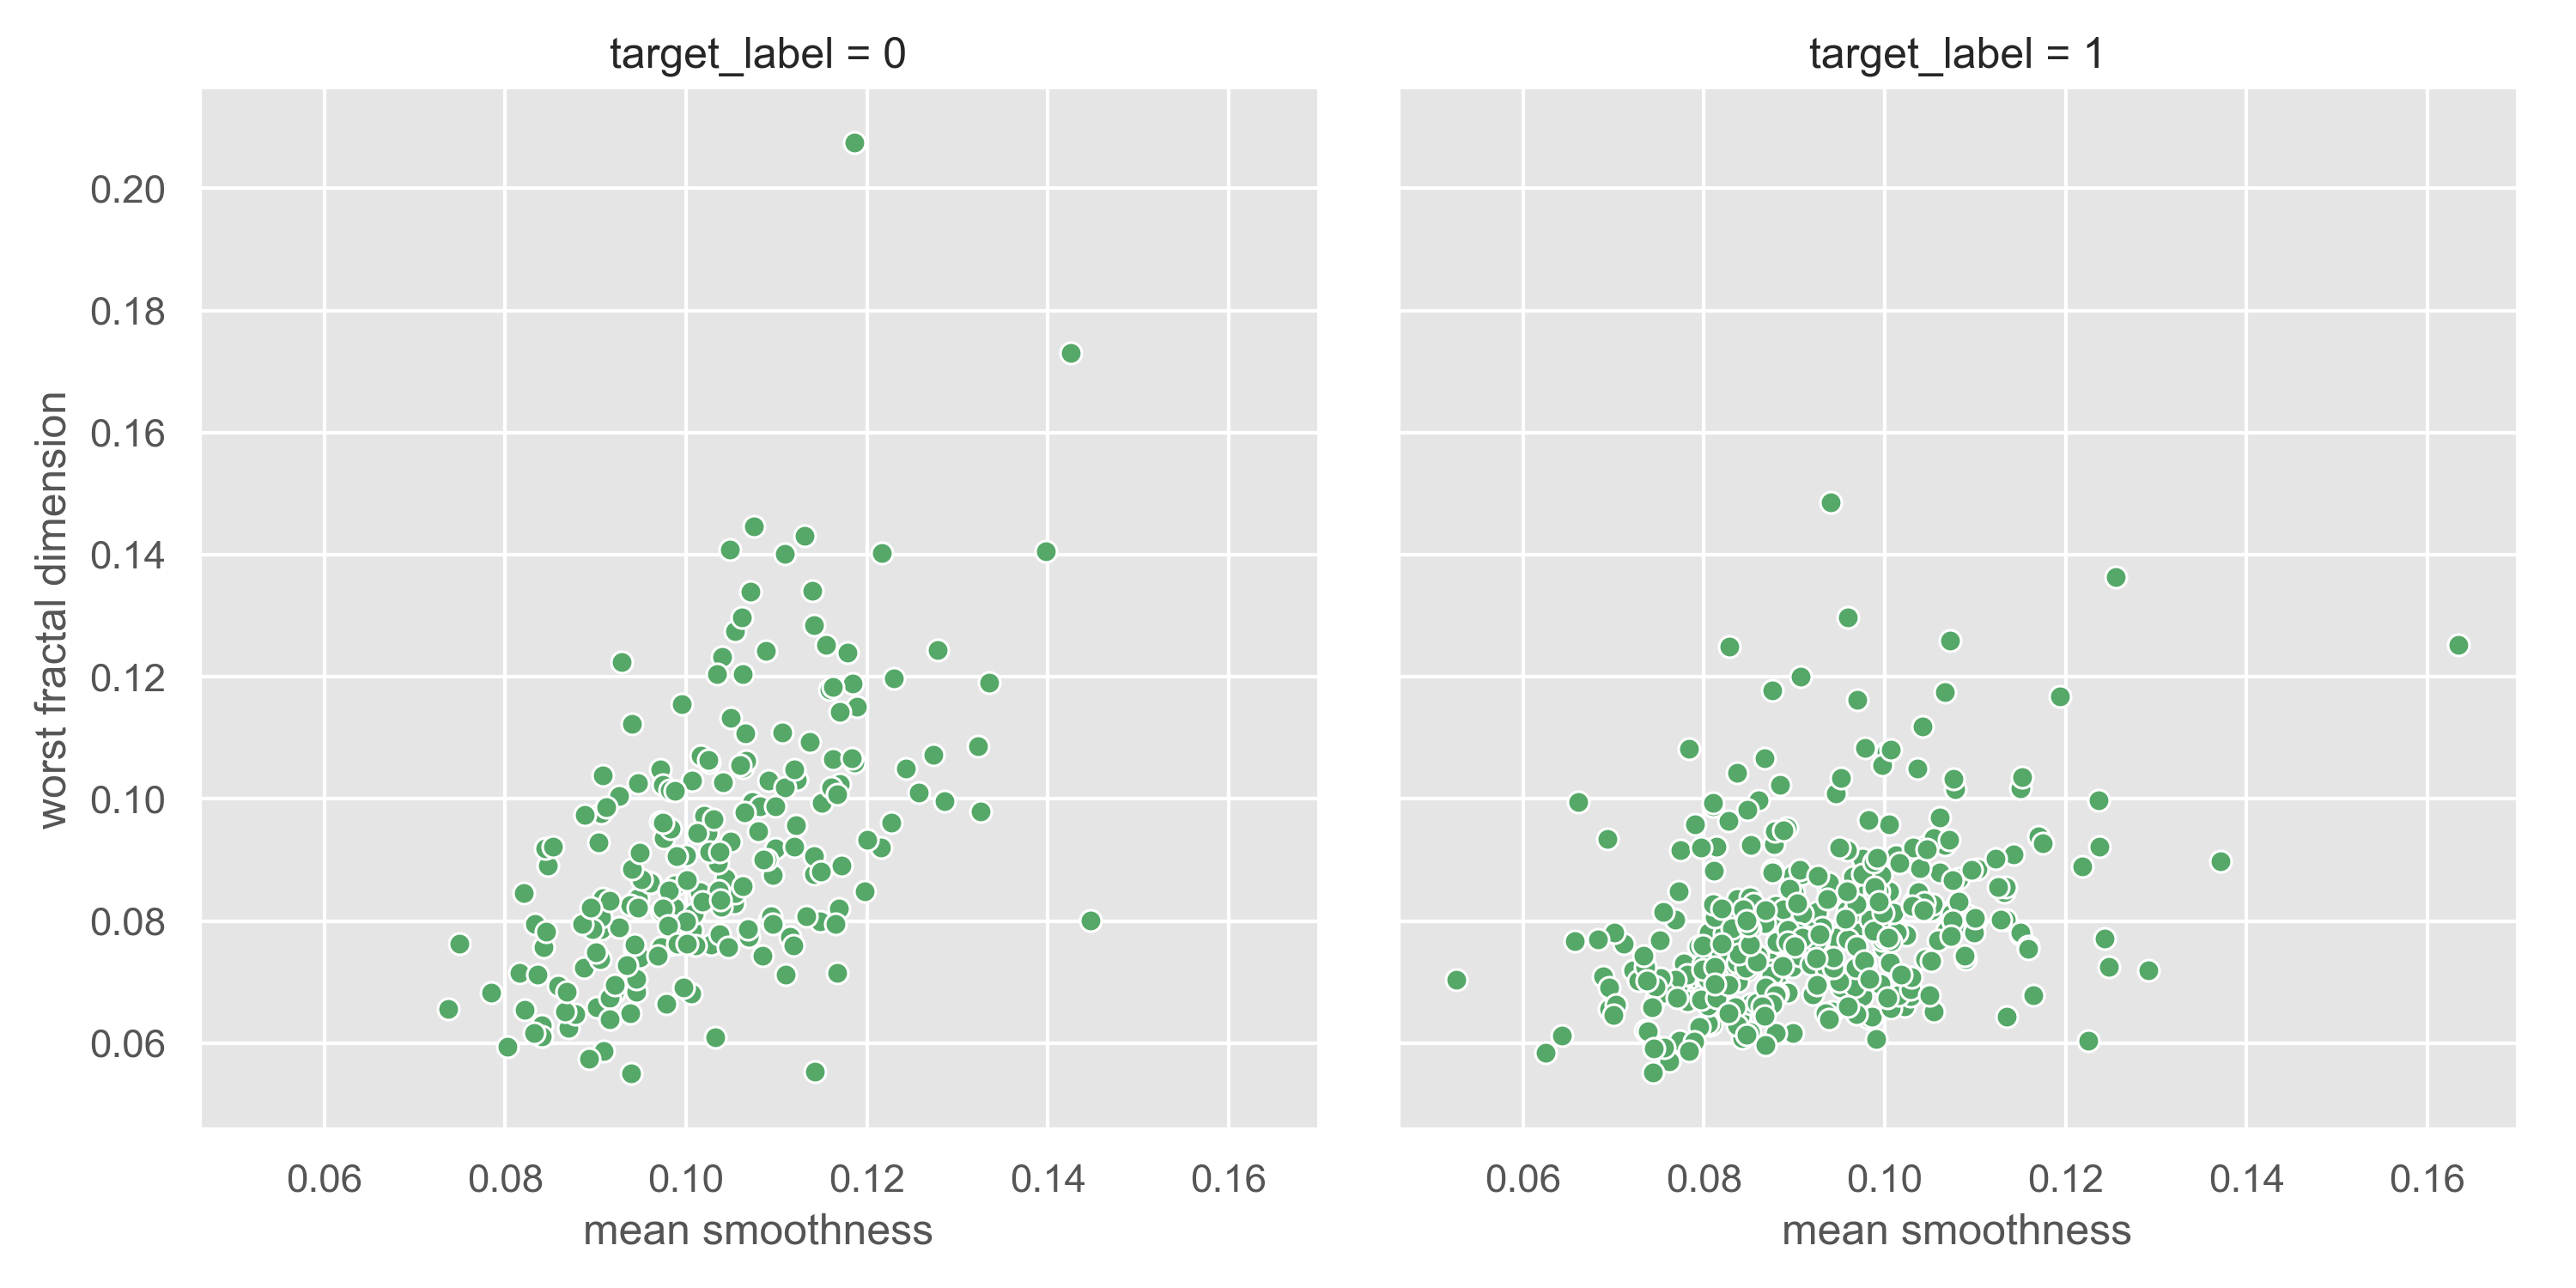 target_label = 0
target_label = 1
0.20
0.18
0.16
0.14
0.12
0.10
0.08
0.06
worst fractal dimension
0.06 0.08 0.10 0.12 0.14 0.16
0.06 0.08 0.10 0.12 0.14 0.16
mean smoothness
mean smoothness